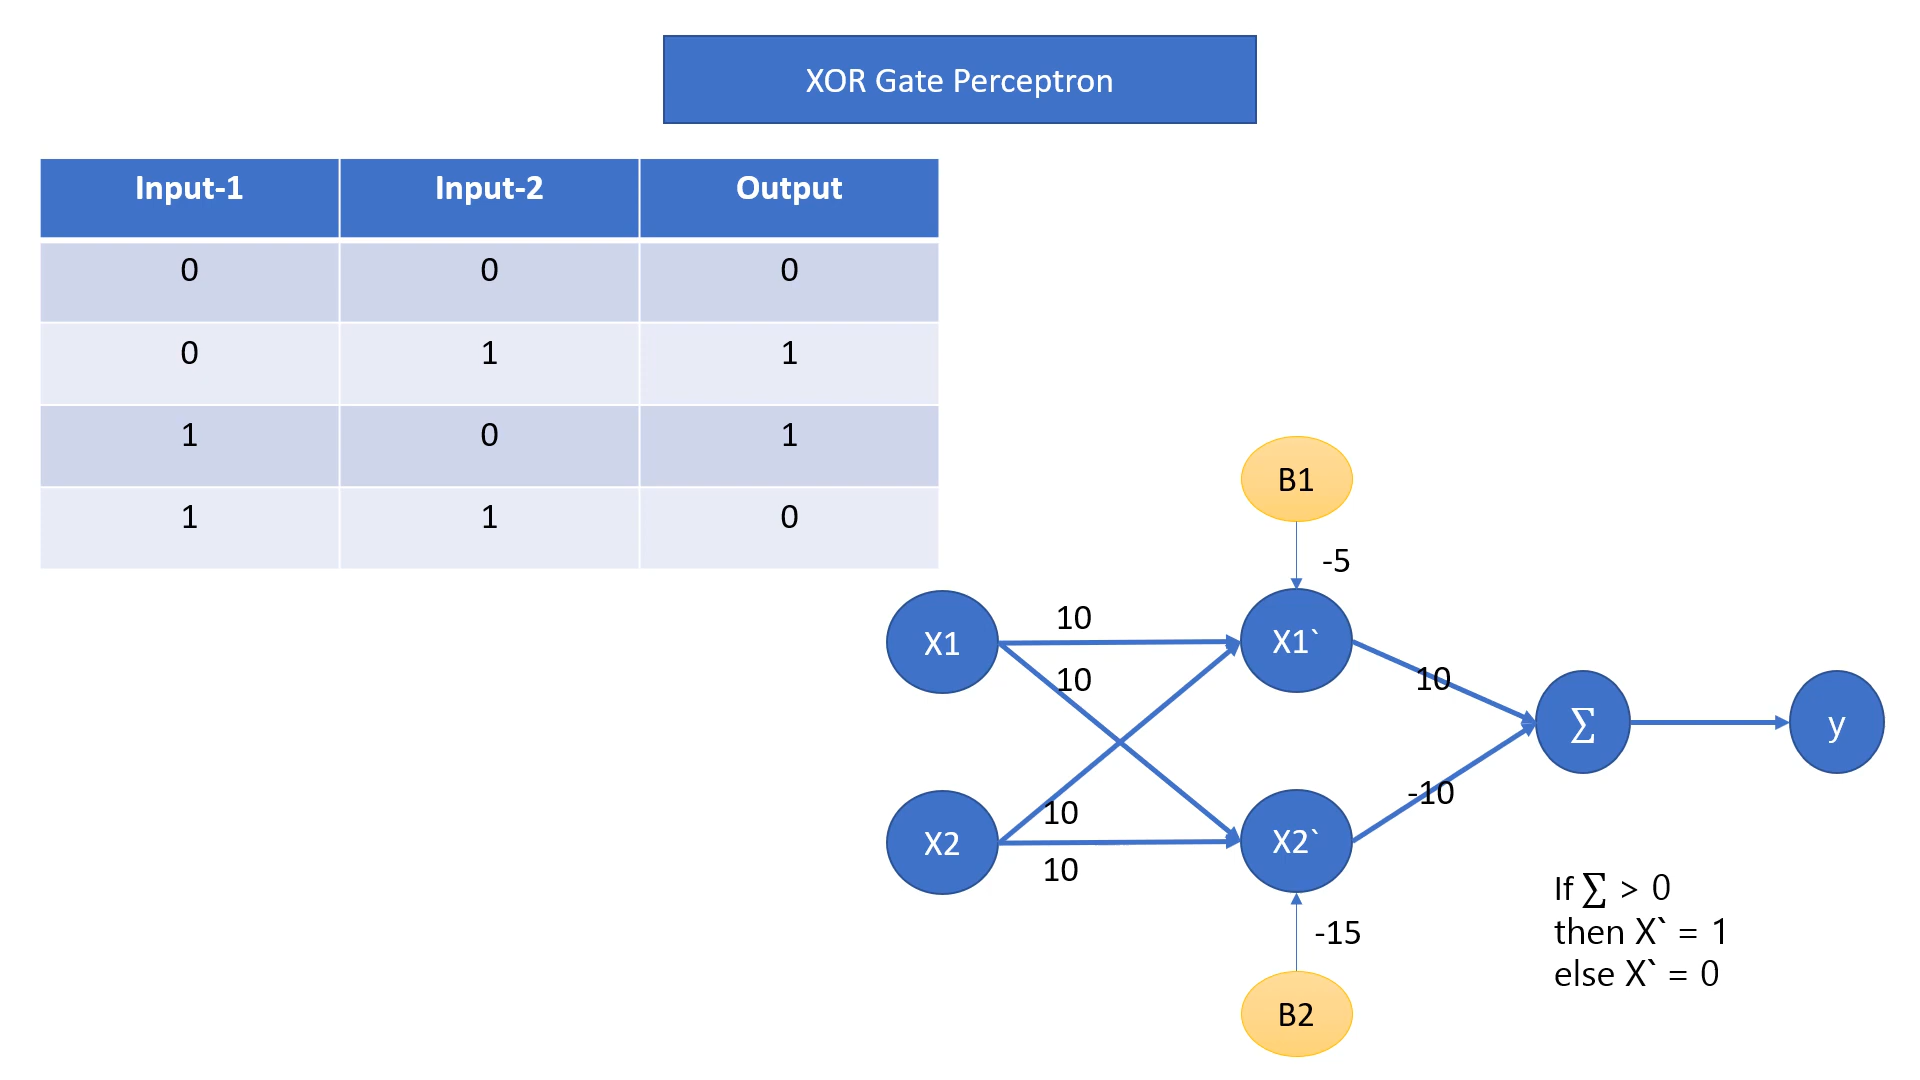 XOR Gate Perceptron
Input-1 Input-2 Output
0 0 0
0 1 1
1 0 1
1 1 0
B1
-5
X1
10
10
X1`
10
Σ
y
X2
10
10
X2`
-10
-15
B2
If Σ > 0
then X` = 1
else X` = 0